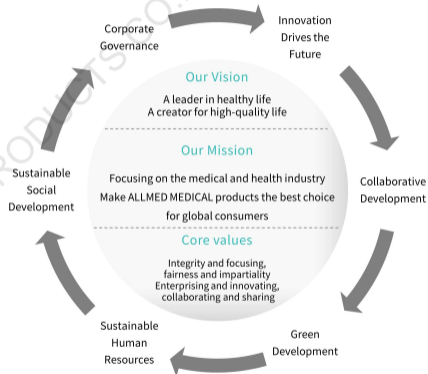 Corporate
Governance
Innovation
Drives the
Future
Collaborative
Development
Green
Development
Sustainable
Human
Resources
Sustainable
Social
Development
Our Vision
A leader in healthy life
A creator for high-quality life
Our Mission
Focusing on the medical and health industry
Make ALLMED MEDICAL products the best choice
for global consumers
Core values
Integrity and focusing,
fairness and impartiality
Enterprising and innovating,
collaborating and sharing
PRODUCTS CO.